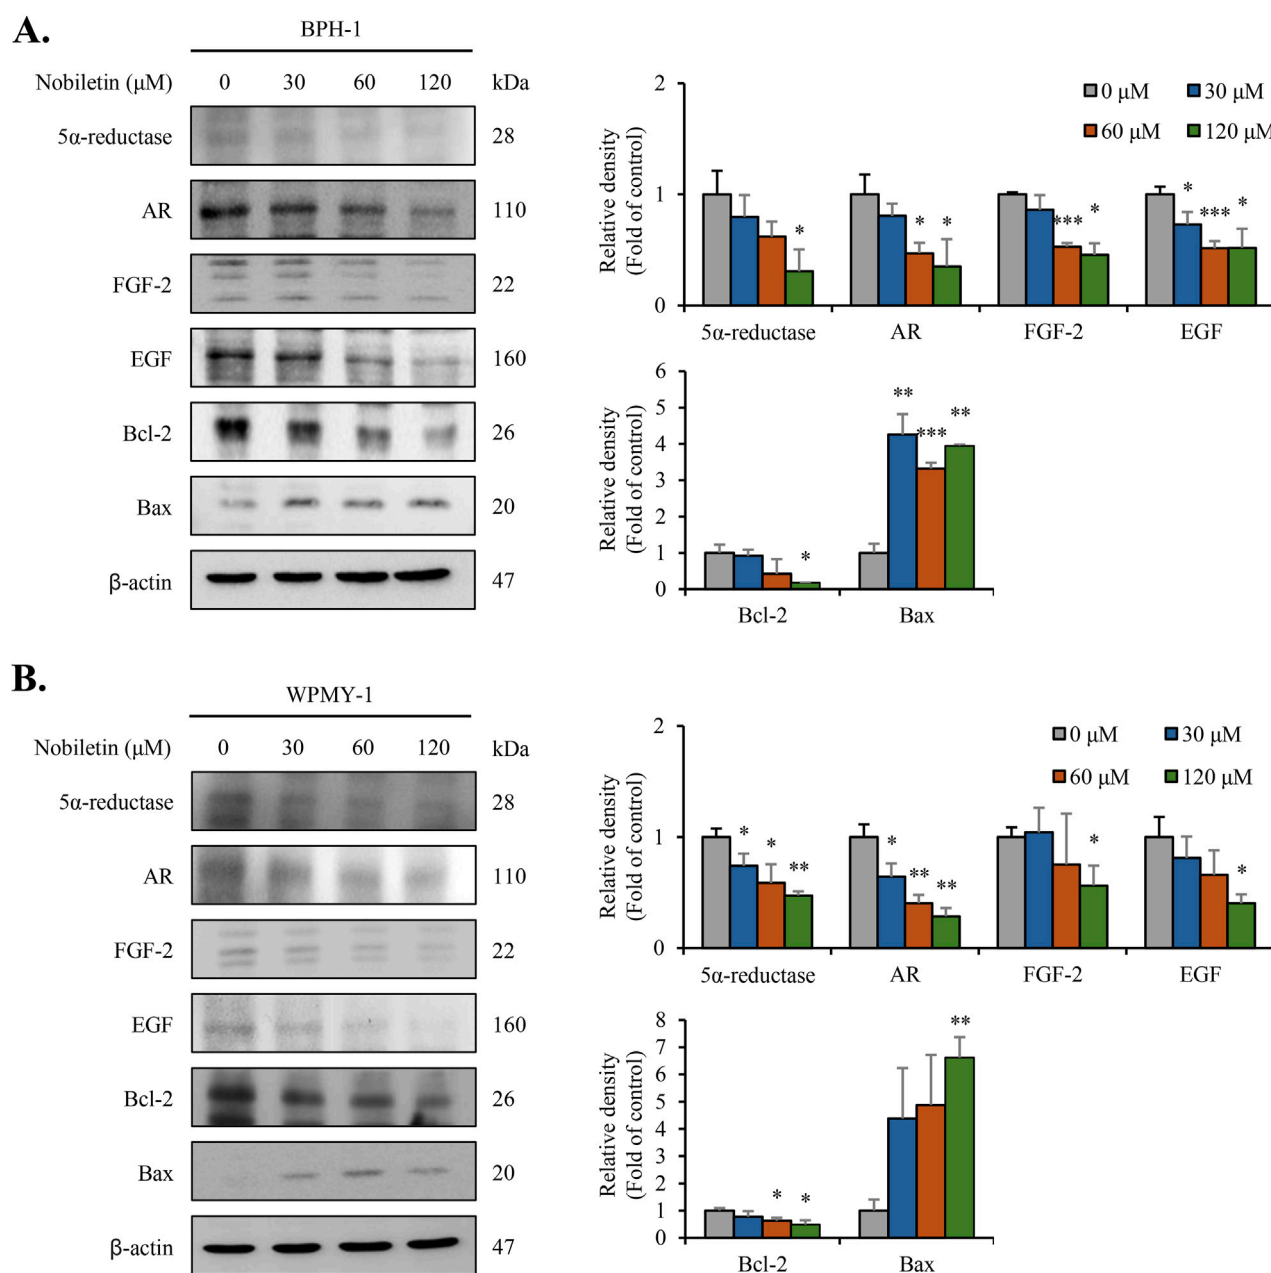 A.
BPH-1
Nobiletin (μM) 0 30 60 120 kDa
5α-reductase 28
AR 110
FGF-2 22
EGF 160
Bcl-2 26
Bax 20
β-actin 47
Relative density
(Fold of control)
2
1
0
0 μM 30 μM
60 μM 120 μM
* * * *** * * *** *
5α-reductase AR FGF-2 EGF
Relative density
(Fold of control)
6
5
4
3
2
1
0
* ** *** **
Bcl-2 Bax
B.
WPMY-1
Nobiletin (μM) 0 30 60 120 kDa
5α-reductase 28
AR 110
FGF-2 22
EGF 160
Bcl-2 26
Bax 20
β-actin 47
Relative density
(Fold of control)
2
1
0
0 μM 30 μM
60 μM 120 μM
* * ** * ** ** * *
5α-reductase AR FGF-2 EGF
Relative density
(Fold of control)
8
7
6
5
4
3
2
1
0
* * **
Bcl-2 Bax